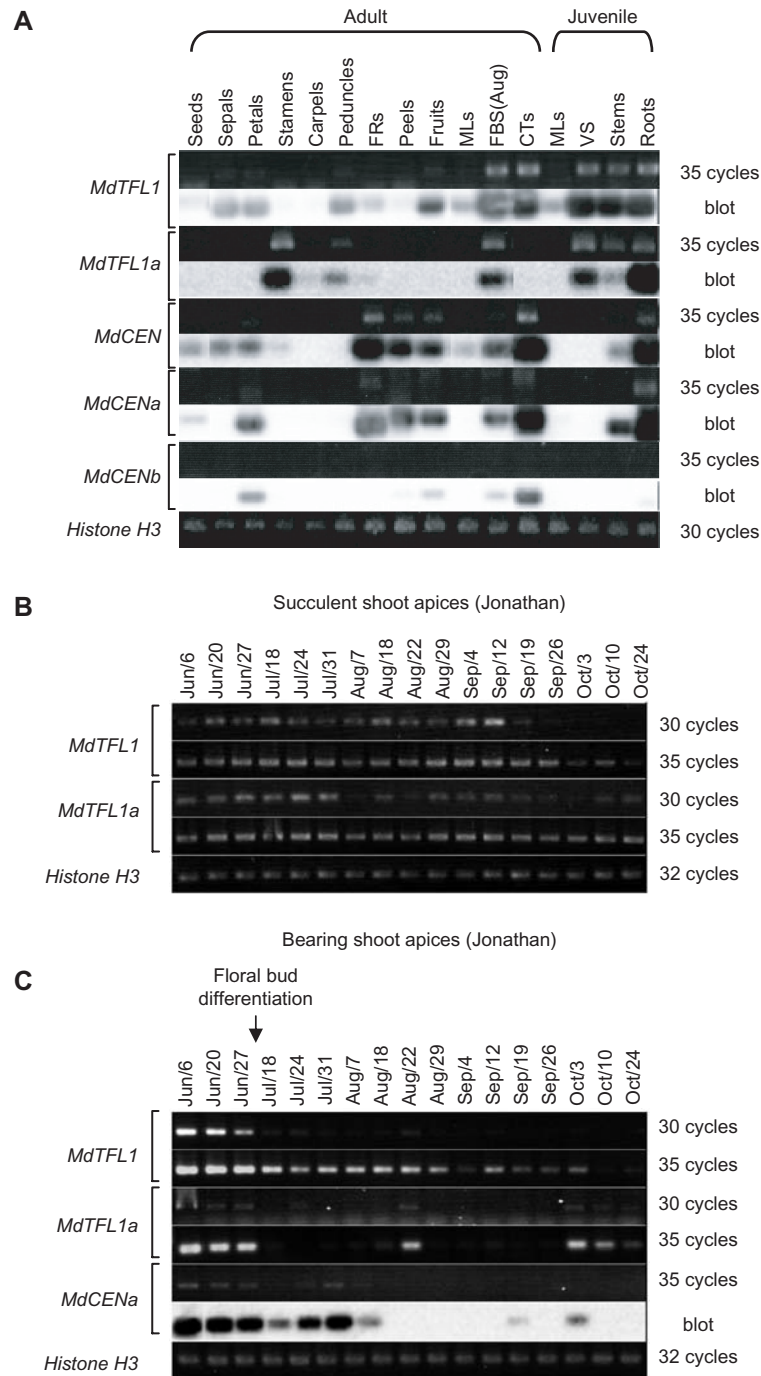 A
Adult Juvenile
Seeds Sepals Petals Stamens Carpels Peduncles FRs Peels Fruits MLs FBS(Aug) CTs MLs VS Stems Roots
MdTFL1
35 cycles
blot
MdTFL1a
35 cycles
blot
MdCEN
35 cycles
blot
MdCENa
35 cycles
blot
MdCENb
35 cycles
blot
Histone H3 30 cycles
B
Succulent shoot apices (Jonathan)
Jun/6 Jun/20 Jun/27 Jul/18 Jul/24 Jul/31 Aug/7 Aug/18 Aug/22 Aug/29 Sep/4 Sep/12 Sep/19 Sep/26 Oct/3 Oct/10 Oct/24
MdTFL1
30 cycles
35 cycles
MdTFL1a
30 cycles
35 cycles
Histone H3 32 cycles
Bearing shoot apices (Jonathan)
C
Floral bud
differentiation
Jun/6 Jun/20 Jun/27 Jul/18 Jul/24 Jul/31 Aug/7 Aug/18 Aug/22 Aug/29 Sep/4 Sep/12 Sep/19 Sep/26 Oct/3 Oct/10 Oct/24
MdTFL1
30 cycles
35 cycles
MdTFL1a
30 cycles
35 cycles
MdCENa
35 cycles
blot
Histone H3 32 cycles